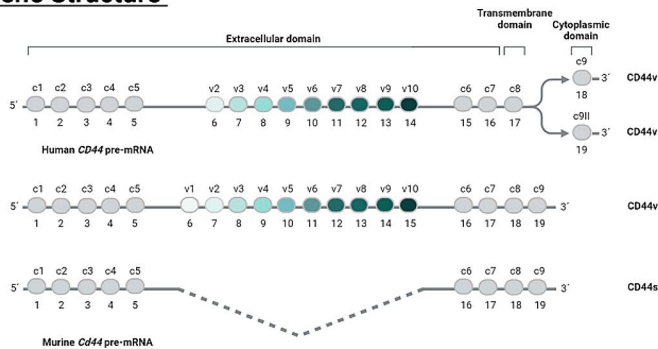 Structure
Transmembrane
domain
Cytoplasmic
domain
Extracellular domain
c9
c1 c2 c3 c4 c5 v2 v3 v4 v5 v6 v7 v8 v9 v10 c6 c7 c8 3´ CD44v
5´ 18
1 2 3 4 5 6 7 8 9 10 11 12 13 14 15 16 17 c9II
3´ CD44v
Human CD44 pre-mRNA 19
c1 c2 c3 c4 c5 v1 v2 v3 v4 v5 v6 v7 v8 v9 v10 c6 c7 c8 c9
5´ 3´ CD44v
1 2 3 4 5 6 7 8 9 10 11 12 13 14 15 16 17 18 19
c1 c2 c3 c4 c5 c6 c7 c8 c9
5´ 3´ CD44s
1 2 3 4 5 16 17 18 19
Murine Cd44 pre-mRNA